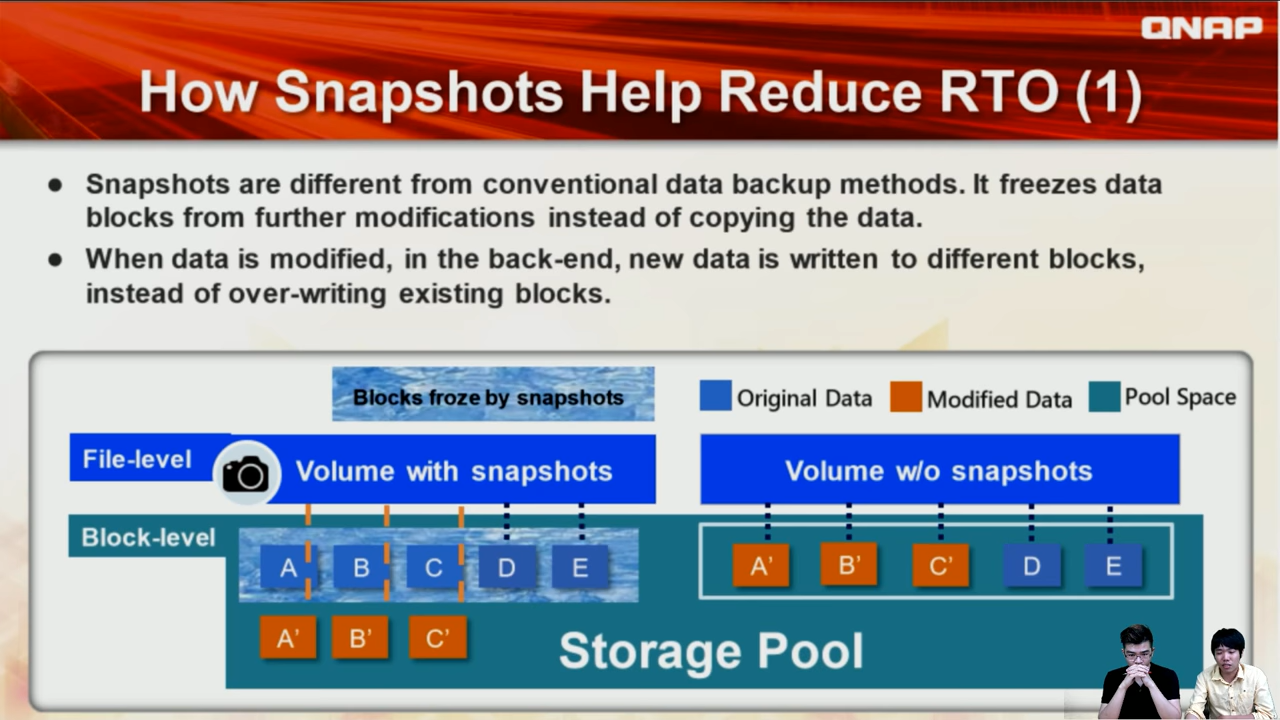 QNAP
How Snapshots Help Reduce RTO (1)
● Snapshots are different from conventional data backup methods. It freezes data
blocks from further modifications instead of copying the data.
● When data is modified, in the back-end, new data is written to different blocks,
instead of over-writing existing blocks.
Blocks froze by snapshots
Original Data
Modified Data
Pool Space
File-level
Volume with snapshots
Volume w/o snapshots
Block-level
A B C D E
A’ B’ C’ D E
A’ B’ C’
Storage Pool